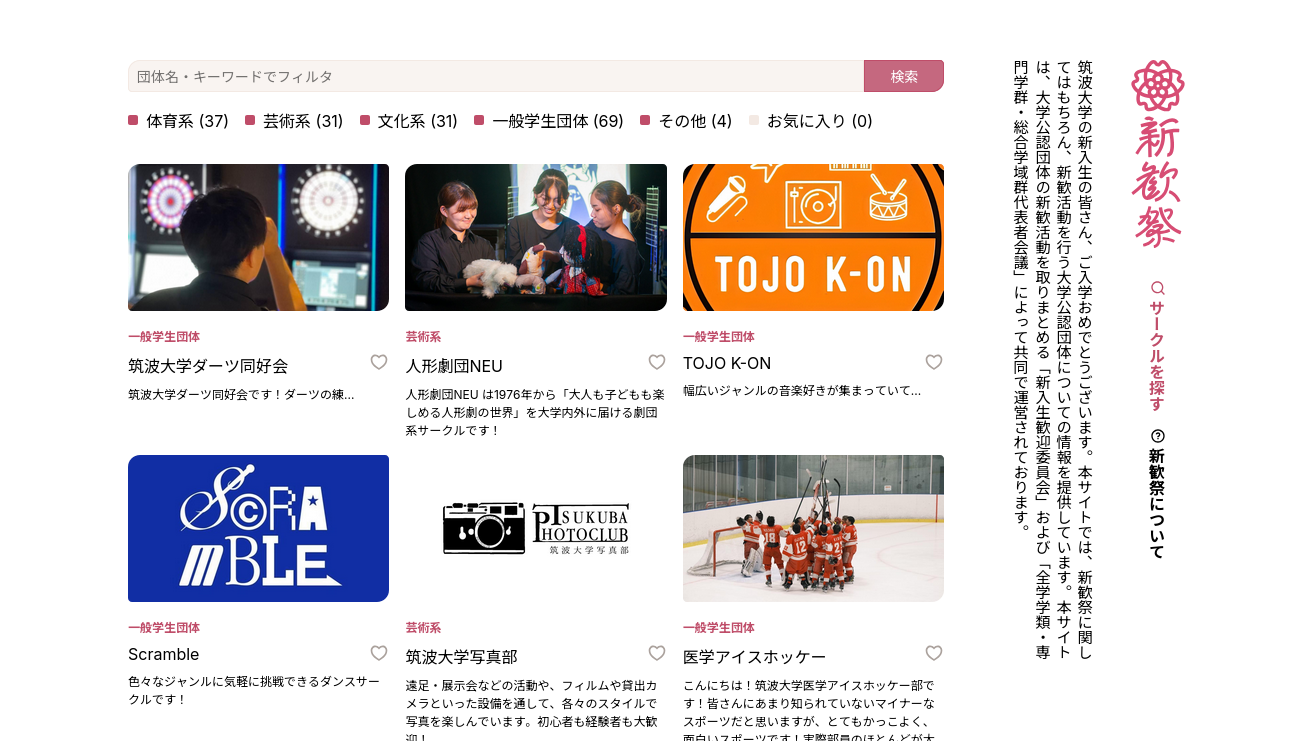 団体名・キーワードでフィルタ
検索
体育系 (37)
芸術系 (31)
文化系 (31)
一般学生団体 (69)
その他 (4)
お気に入り (0)
一般学生団体
筑波大学ダーツ同好会
筑波大学ダーツ同好会です！ダーツの練...
芸術系
人形劇団NEU
人形劇団NEU は1976年から「大人も子どもも楽
しめる人形劇の世界」を大学内外に届ける劇団
系サークルです！
TOJO K-ON
一般学生団体
TOJO K-ON
幅広いジャンルの音楽好きが集まっていて...
SCRAMBLE
一般学生団体
Scramble
色々なジャンルに気軽に挑戦できるダンスサー
クルです！
TSUKUBA
PHOTOCLUB
筑波大学写真部
芸術系
筑波大学写真部
遠足・展示会などの活動や、フィルムや貸出カ
メラといった設備を通して、各々のスタイルで
写真を楽しんでいます。初心者も経験者も大歓
迎！
18
12
2
一般学生団体
医学アイスホッケー
こんにちは！筑波大学医学アイスホッケー部で
す！皆さんにあまり知られていないマイナーな
スポーツだと思いますが、とてもかっこよく、
面白いスポーツです！実際部員のほとんどが大
新歓祭
サークルを探す
新歓祭について
筑波大学の新入生の皆さん、ご入学おめでとうございます。本サイトでは、新歓祭に関し
てはもちろん、新歓活動を行う大学公認団体についての情報を提供しています。本サイト
は、大学公認団体の新歓活動を取りまとめる「新入生歓迎委員会」および「全学学類・専
門学群・総合学域群代表者会議」によって共同で運営されております。